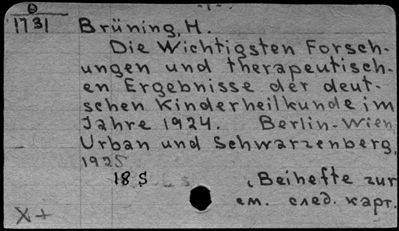 О
1731
Brüning, H.
Die Wichtigsten Forsch-
ungen und therapeutisch-
en Ergebnisse der deut-
schen Kinderheilkunde im
Jahre 1924. Berlin-Wien,
Urban und Schwarzenberg,
1925
18 S
(Beihefte zur
см. след. карт.
X+